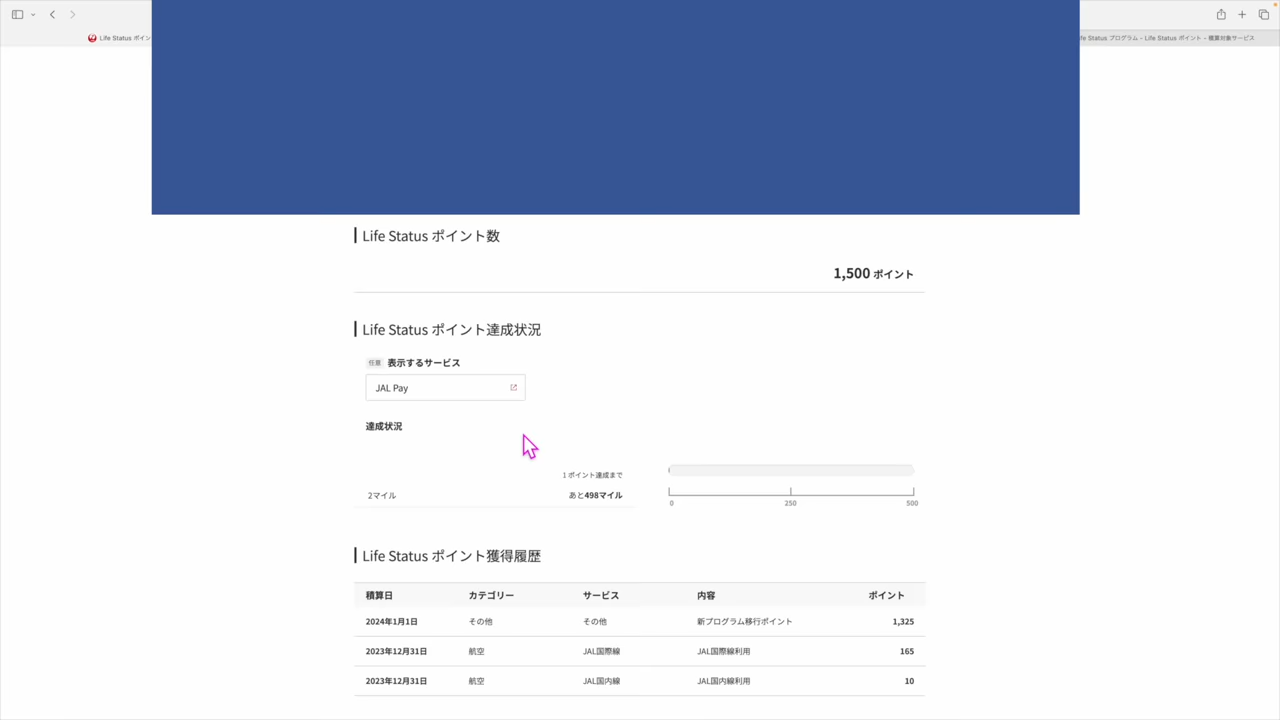 Life Status ポイン
fe Status プログラム - Life Status ポイント - 積算対象サービス
Life Status ポイント数
1,500 ポイント
Life Status ポイント達成状況
任意 表示するサービス
JAL Pay
達成状況
1 ポイント達成まで
2マイル あと498マイル
0 250 500
Life Status ポイント獲得履歴
積算日 カテゴリー サービス 内容 ポイント
2024年1月1日 その他 その他 新プログラム移行ポイント 1,325
2023年12月31日 航空 JAL国際線 JAL国際線利用 165
2023年12月31日 航空 JAL国内線 JAL国内線利用 10